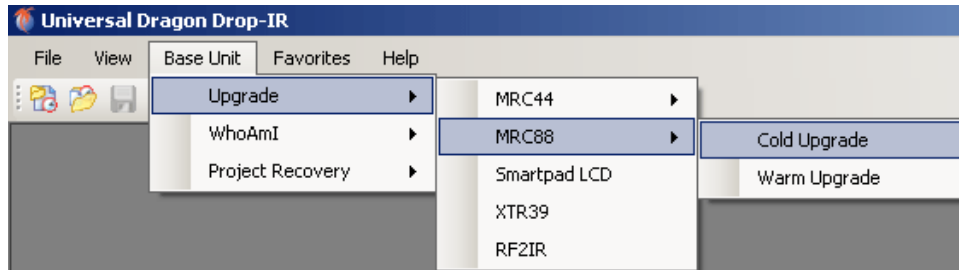 Universal Dragon Drop-IR
File View Base Unit Favorites Help
Upgrade
WhoAmI
Project Recovery
MRC44
MRC88
Smartpad LCD
XTR39
RF2IR
Cold Upgrade
Warm Upgrade